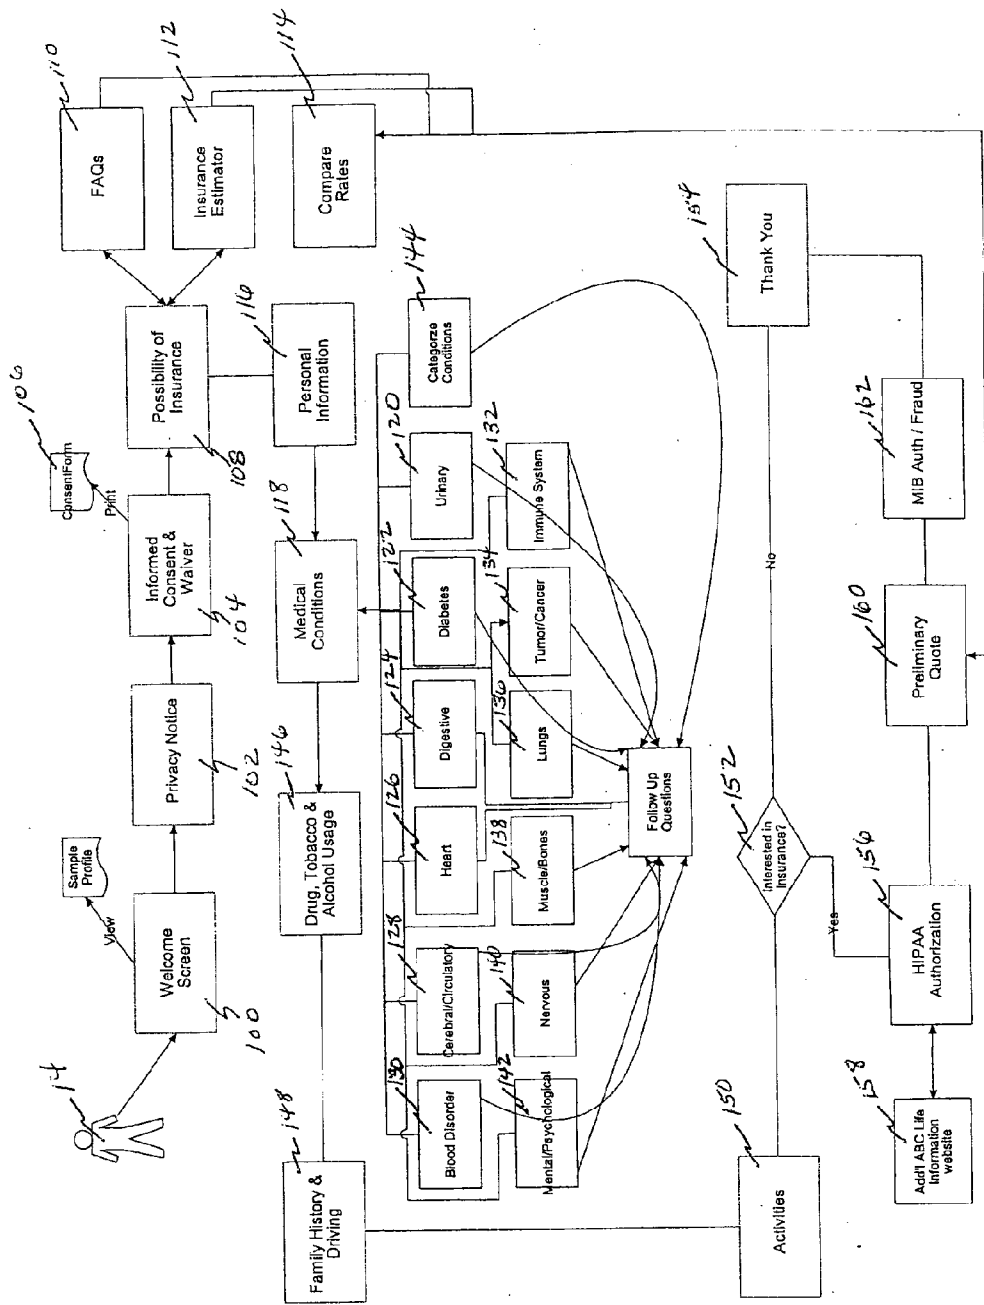 14
Welcome
Screen
100
View
Sample
Profile
Privacy Notice
102
Informed
Consent &
Waiver
104
Print
ConsentForm
106
Possibility of
Insurance
108
FAQs
110
Insurance
Estimator
112
Compare
Rates
114
Personal
Information
116
Medical
Conditions
118
Drug, Tobacco &
Alcohol Usage
146
Family History &
Driving
148
Blood Disorder
130
Cerebral/Circulatory
128
Heart
126
Digestive
124
Diabetes
122
Urinary
120
Categorze
Conditions
144
Mental/Psychological
142
Nervous
140
Muscle/Bones
138
Lungs
136
Tumor/Cancer
134
Immune System
132
Follow Up
Questions
Activities
150
Interested in
Insurance?
152
No
Yes
Thank You
154
Add'l ABC Life
Information
website
158
HIPAA
Authorization
156
Preliminary
Quote
160
MIB Auth / Fraud
162